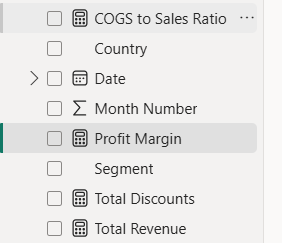 COGS to Sales Ratio
Country
Date
Month Number
Profit Margin
Segment
Total Discounts
Total Revenue